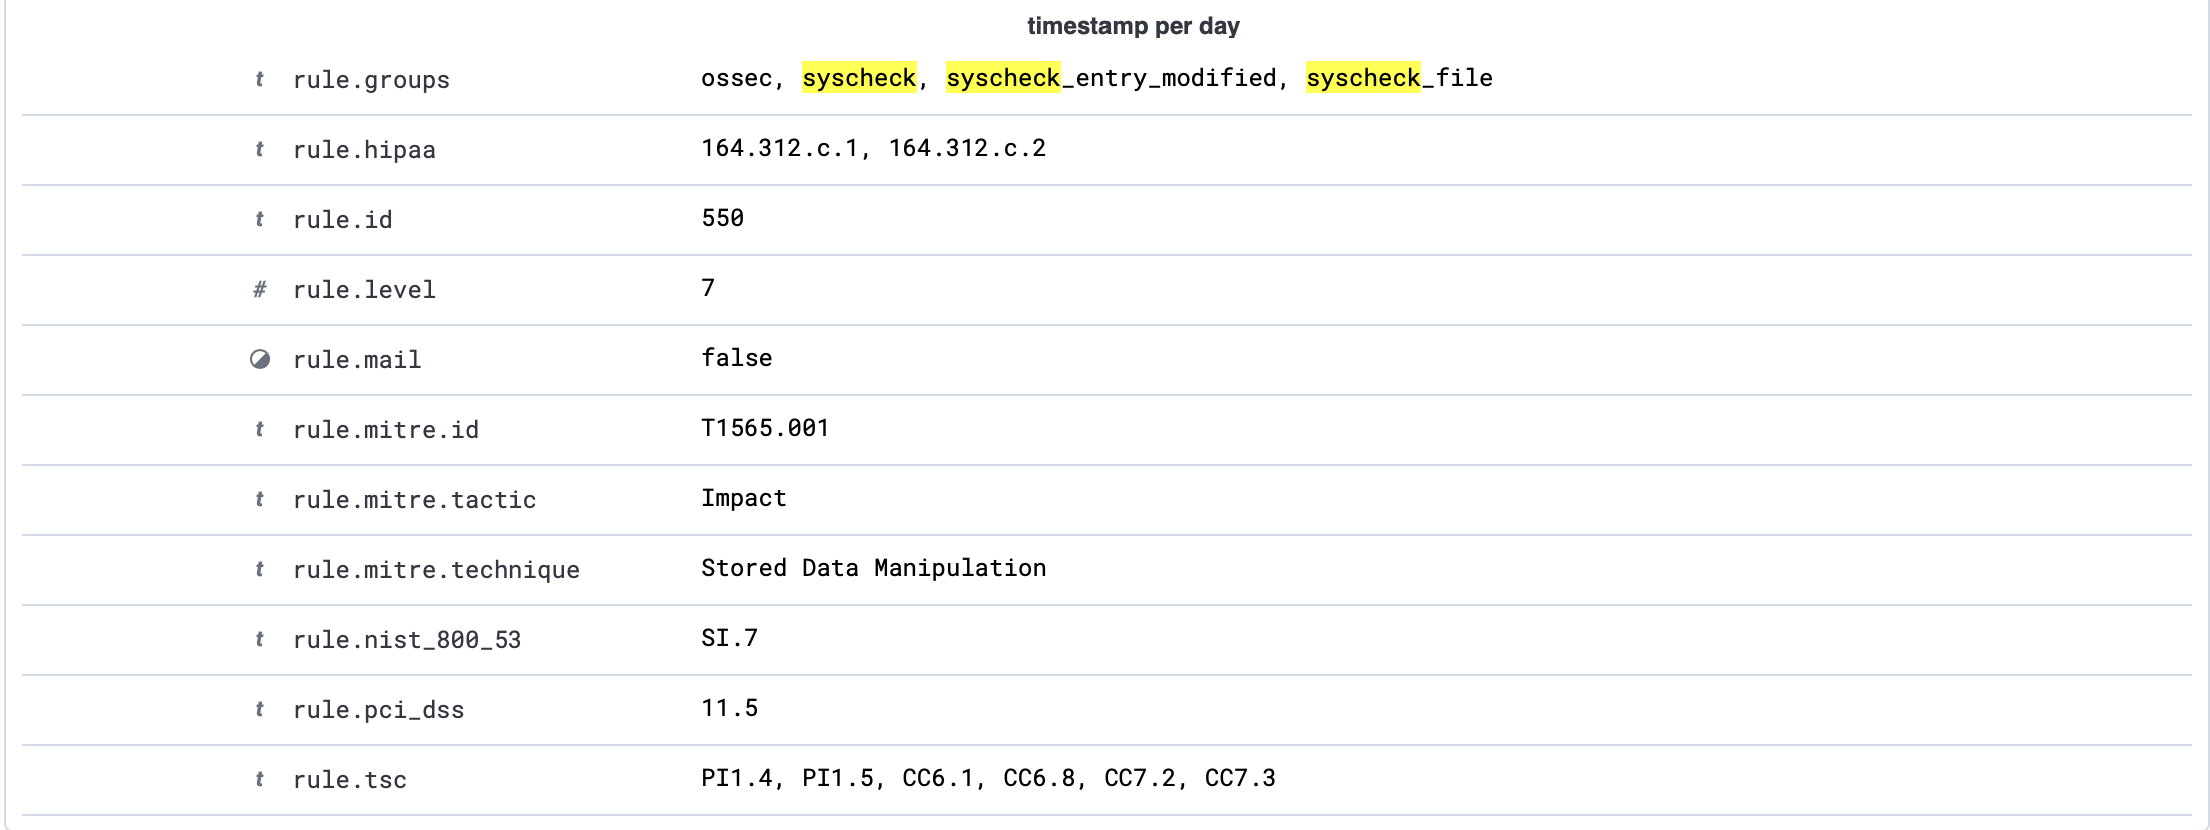 timestamp per day
t rule.groups ossec, syscheck, syscheck_entry_modified, syscheck_file
t rule.hipaa 164.312.c.1, 164.312.c.2
t rule.id 550
# rule.level 7
rule.mail false
t rule.mitre.id T1565.001
t rule.mitre.tactic Impact
t rule.mitre.technique Stored Data Manipulation
t rule.nist_800_53 SI.7
t rule.pci_dss 11.5
t rule.tsc PI1.4, PI1.5, CC6.1, CC6.8, CC7.2, CC7.3